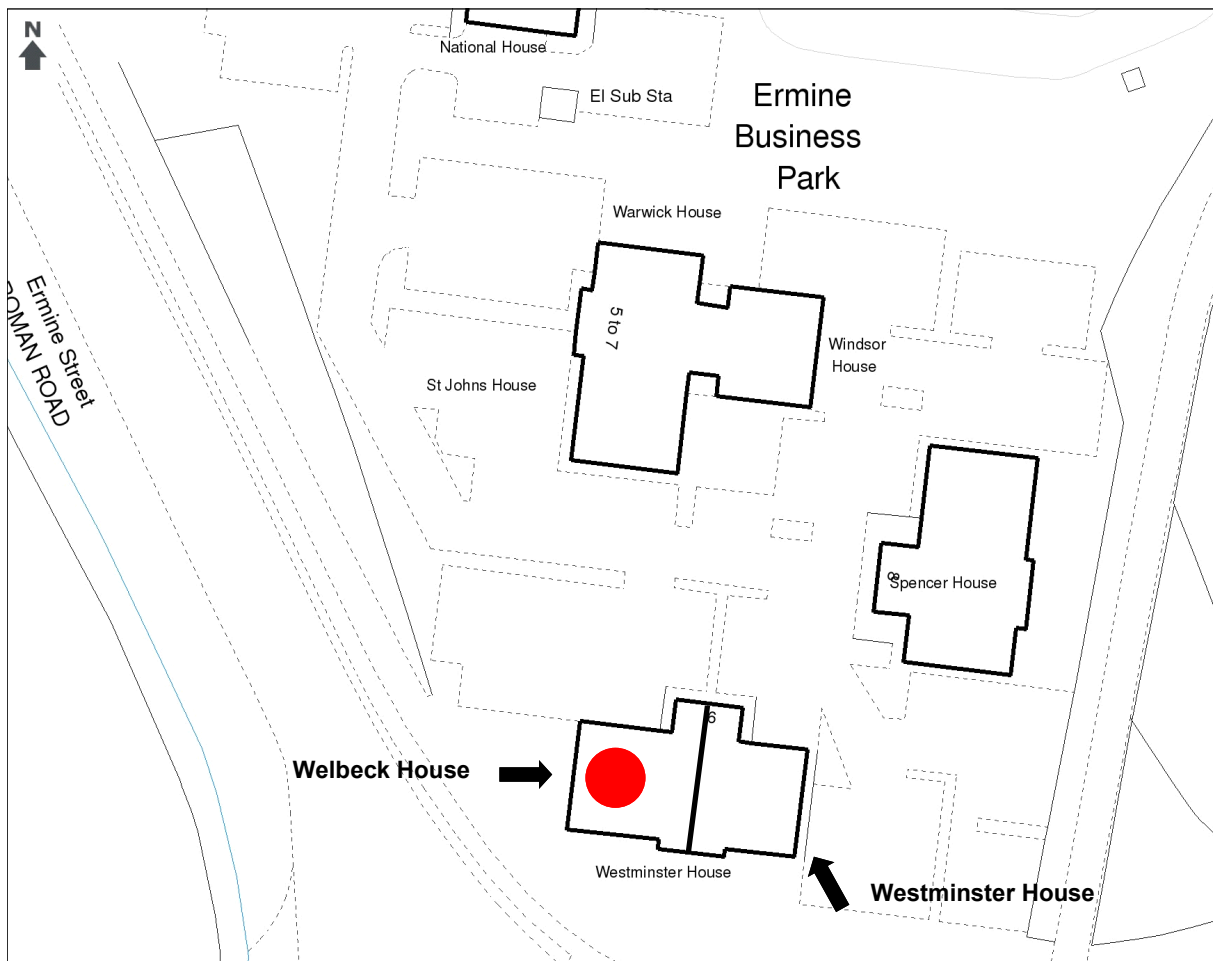 N
National House
El Sub Sta
Ermine
Business
Park
Warwick House
5 to 7
Windsor
House
St Johns House
Ermine Street
ROMAN ROAD
Spencer House
6
Welbeck House
Westminster House
Westminster House